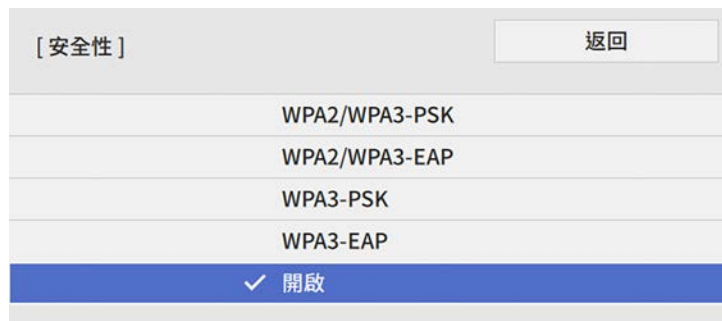 [ 安全性 ]
返回
WPA2/WPA3-PSK
WPA2/WPA3-EAP
WPA3-PSK
WPA3-EAP
開啟